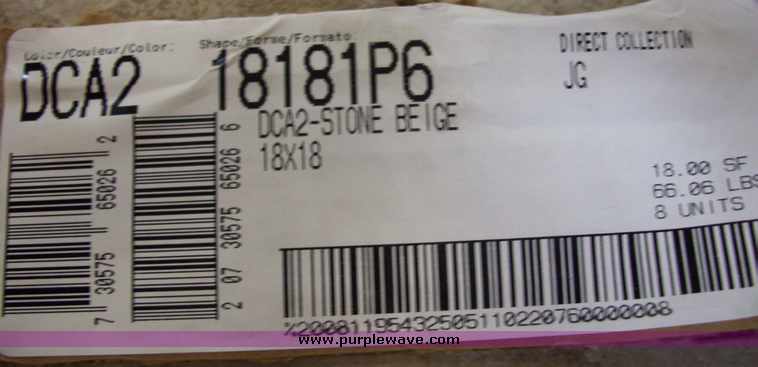 Color/Couleur/Color: Shape/Forme/Formato:
DCA2 18181P6
DIRECT COLLECTION
JG
DCA2-STONE BEIGE
18X18
18.00 SF
66.06 LBS
8 UNITS
7 30575 65026 2
2 07 30575 65026 6
%20081195432505110220760000008
www.purplewave.com